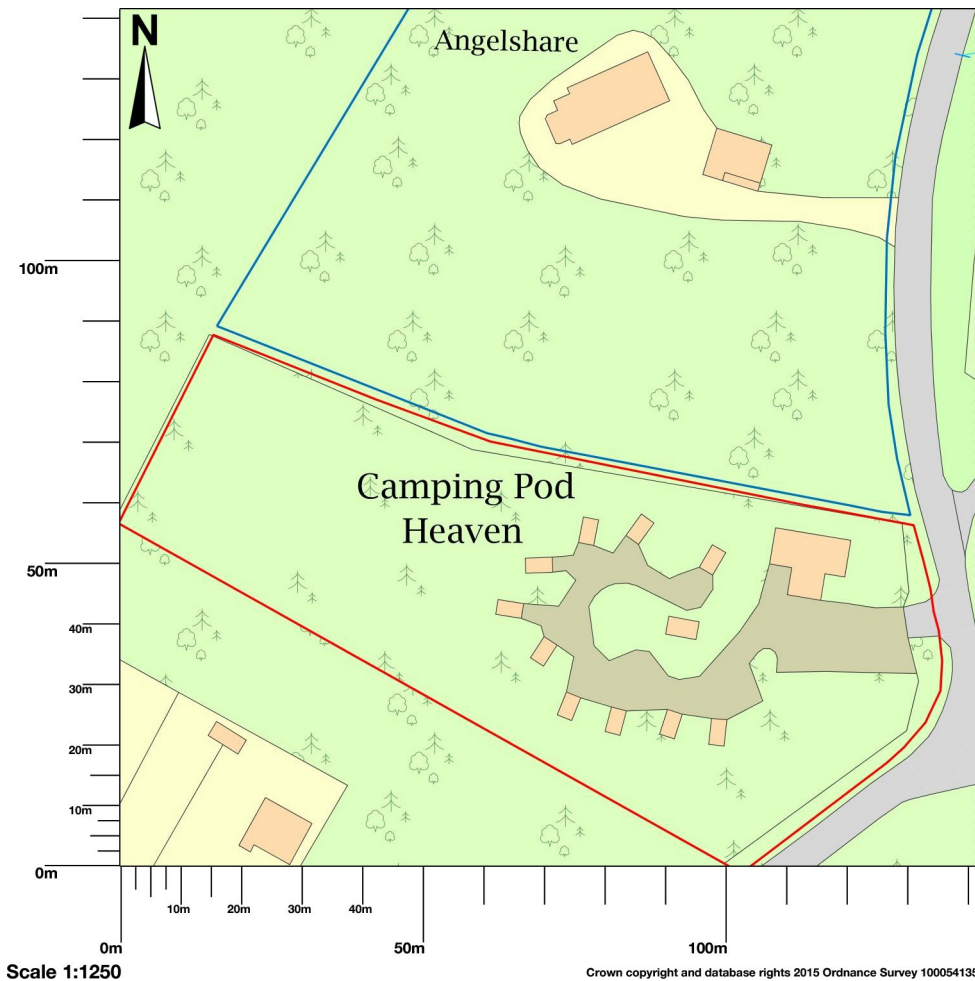 N
Angelshare
100m
Camping Pod
Heaven
50m
40m
30m
20m
10m
0m
10m
20m
30m
40m
0m
50m
100m
Scale 1:1250
Crown copyright and database rights 2015 Ordnance Survey 100054135